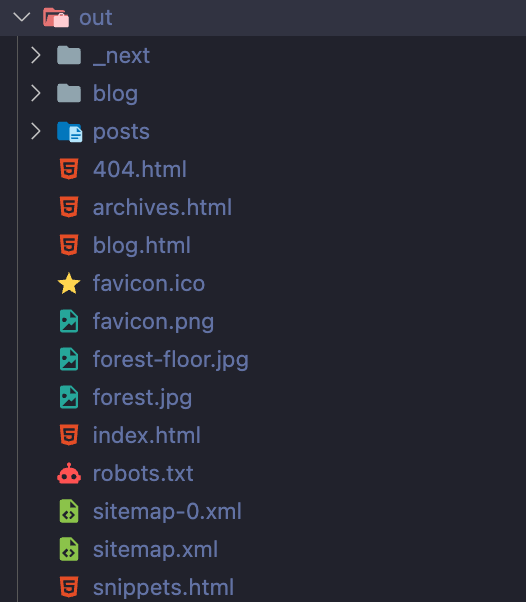 out
_next
blog
posts
404.html
archives.html
blog.html
favicon.ico
favicon.png
forest-floor.jpg
forest.jpg
index.html
robots.txt
sitemap-0.xml
sitemap.xml
snippets.html